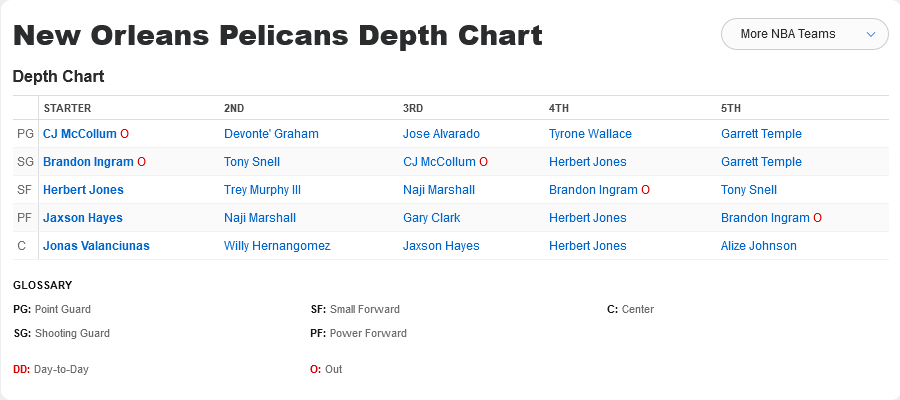 New Orleans Pelicans Depth Chart
More NBA Teams
Depth Chart
STARTER 2ND 3RD 4TH 5TH
PG CJ McCollum O Devonte' Graham Jose Alvarado Tyrone Wallace Garrett Temple
SG Brandon Ingram O Tony Snell CJ McCollum O Herbert Jones Garrett Temple
SF Herbert Jones Trey Murphy III Naji Marshall Brandon Ingram O Tony Snell
PF Jaxson Hayes Naji Marshall Gary Clark Herbert Jones Brandon Ingram O
C Jonas Valanciunas Willy Hernangomez Jaxson Hayes Herbert Jones Alize Johnson
GLOSSARY
PG: Point Guard SF: Small Forward C: Center
SG: Shooting Guard PF: Power Forward
DD: Day-to-Day O: Out